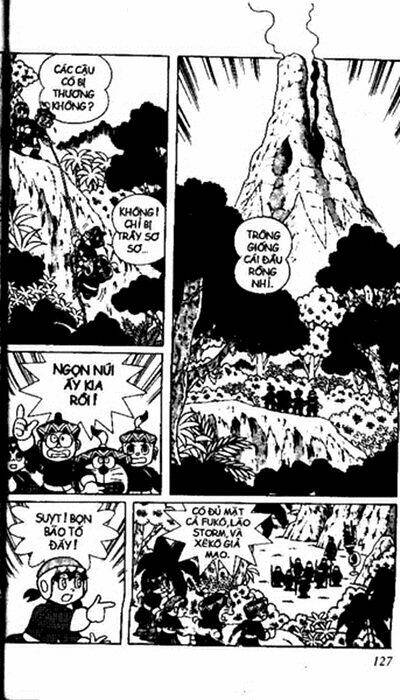 CÁC CẬU
CÓ BỊ
THƯƠNG
KHÔNG?
KHÔNG!
CHỈ BỊ
TRẦY SƠ
SƠ...
TRÔNG
GIỐNG
CÁI ĐẦU
RỒNG
NHỈ.
NGỌN NÚI
ẤY KIA
RỒI!
SUỴT! BỌN
BÃO TỐ
ĐẤY!
CÓ ĐỦ MẶT
CẢ FUKÔ, LÃO
STORM, VÀ
XÊKÔ GIẢ
MẠO.
127